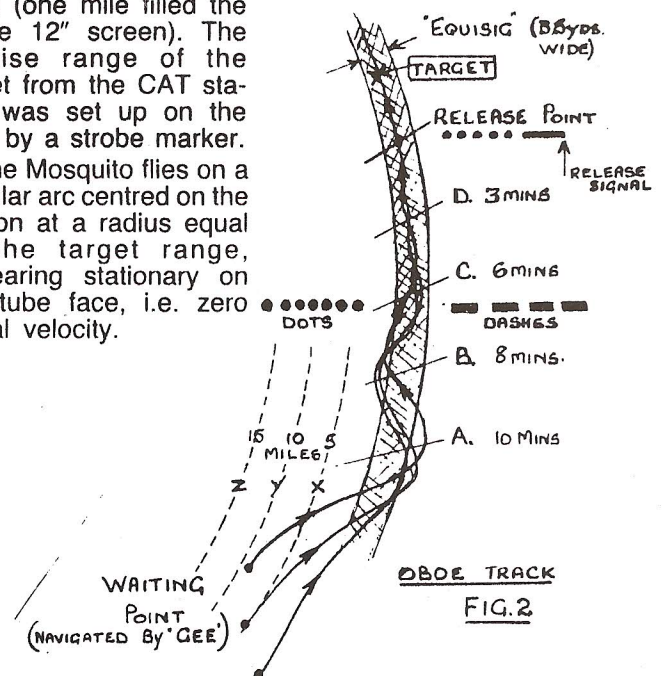 (one mile filled the
e 12" screen). The
ise range of the
et from the CAT sta-
was set up on the
by a strobe marker.
ne Mosquito flies on a
lar arc centred on the
on at a radius equal
he target range,
earing stationary on
tube face, i.e. zero
al velocity.
"EQUISIG"
WIDE)
TARGET
RELEASE POINT
RELEASE
SIGNAL
D. 3 MINS
C. 6 MINS
DOTS
DASHES
B. 8 MINS.
15 10 5
MILES
A. 10 MINS
Z Y X
WAITING
POINT
(NAVIGATED By 'GEE')
OBOE TRACK
FIG.2